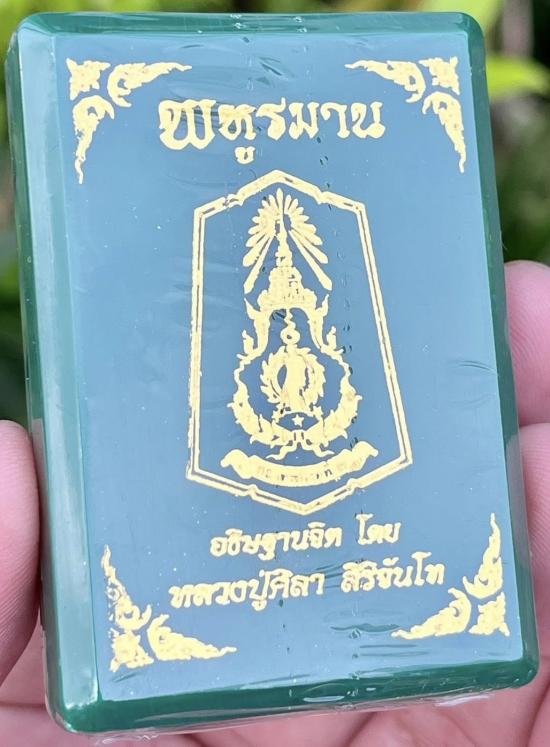 พหูรมาน
อธิษฐานจิต โดย
หลวงปู่ศิลา สิริจันโท